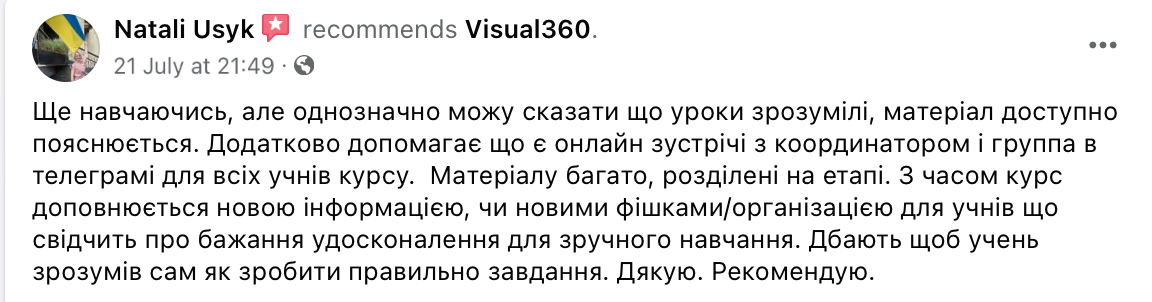 Natali Usyk recommends Visual360.
21 July at 21:49 ·
Ще навчаючись, але однозначно можу сказати що уроки зрозумілі, матеріал доступно
пояснюється. Додатково допомагає що є онлайн зустрічі з координатором і группа в
телеграмі для всіх учнів курсу.  Матеріалу багато, розділені на етапі. З часом курс
доповнюється новою інформацією, чи новими фішками/організацією для учнів що
свідчить про бажання удосконалення для зручного навчання. Дбають щоб учень
зрозумів сам як зробити правильно завдання. Дякую. Рекомендую.